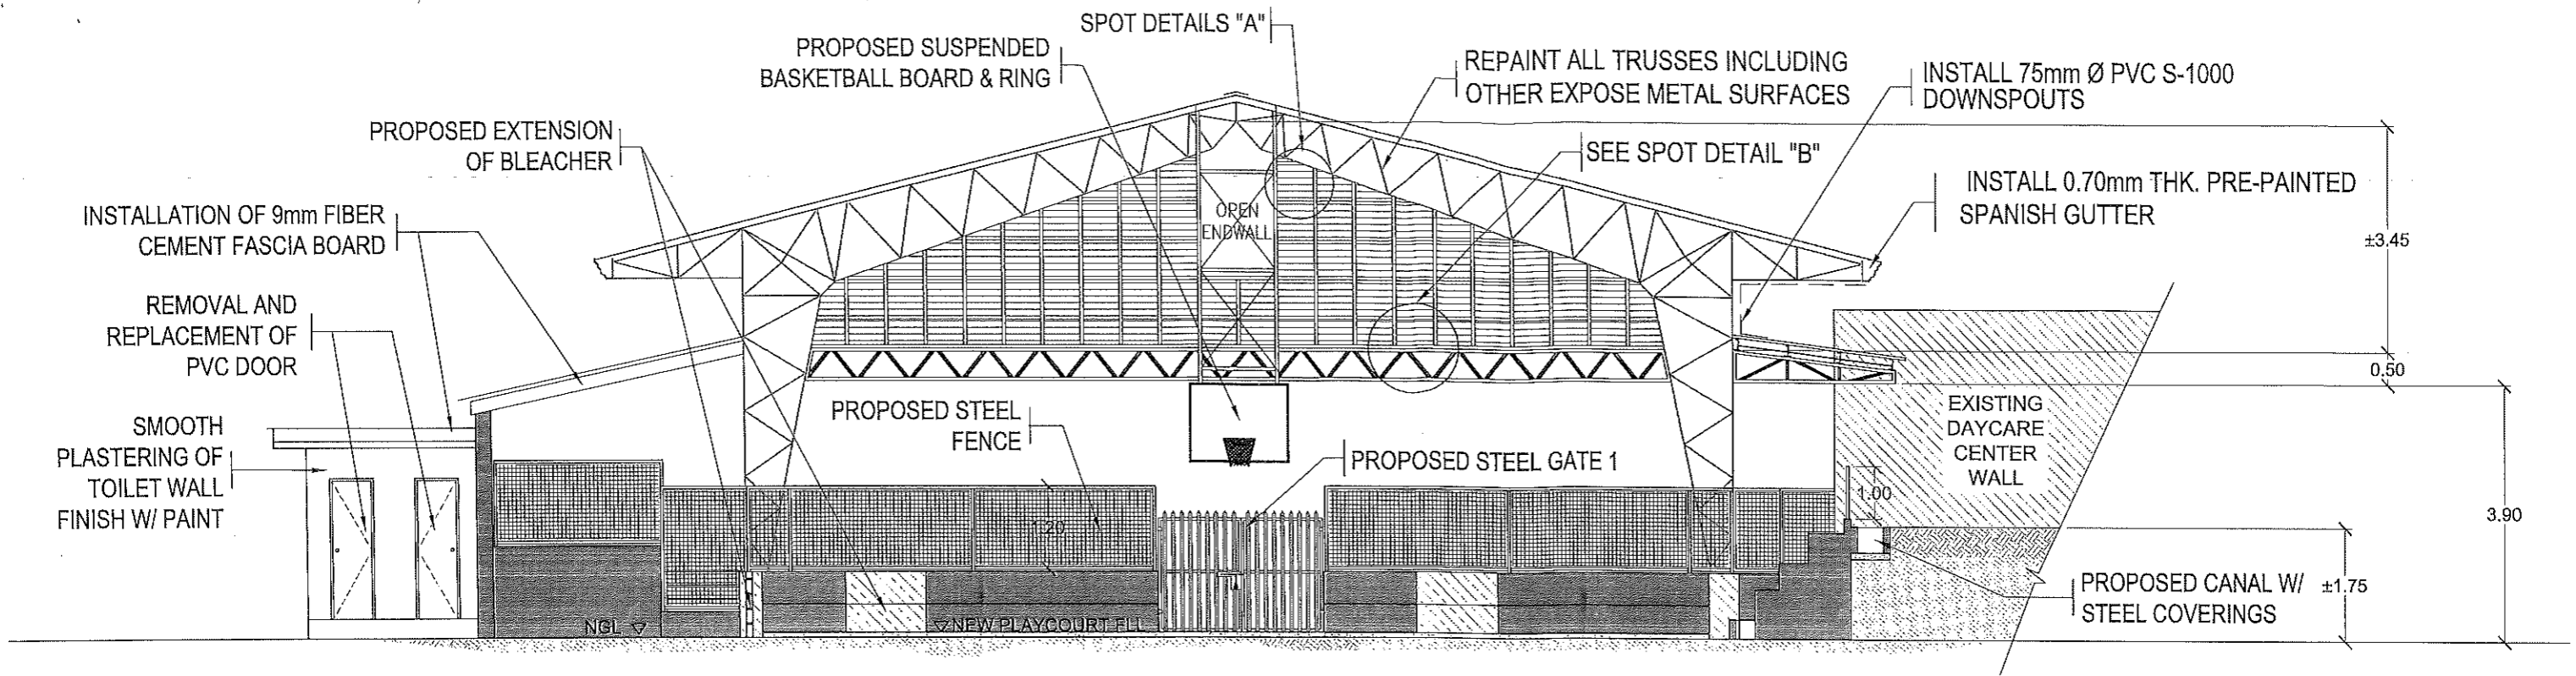 SPOT DETAILS "A"
PROPOSED SUSPENDED
BASKETBALL BOARD & RING
REPAINT ALL TRUSSES INCLUDING
OTHER EXPOSE METAL SURFACES
INSTALL 75mm Ø PVC S-1000
DOWNSPOUTS
PROPOSED EXTENSION
OF BLEACHER
SEE SPOT DETAIL "B"
INSTALL 0.70mm THK. PRE-PAINTED
SPANISH GUTTER
INSTALLATION OF 9mm FIBER
CEMENT FASCIA BOARD
OPEN
ENDWALL
±3.45
REMOVAL AND
REPLACEMENT OF
PVC DOOR
0.50
SMOOTH
PLASTERING OF
TOILET WALL
FINISH W/ PAINT
PROPOSED STEEL
FENCE
EXISTING
DAYCARE
CENTER
WALL
PROPOSED STEEL GATE 1
1.00
1.20
3.90
PROPOSED CANAL W/
STEEL COVERINGS
±1.75
NGL
NEW PLAYCOURT FLL